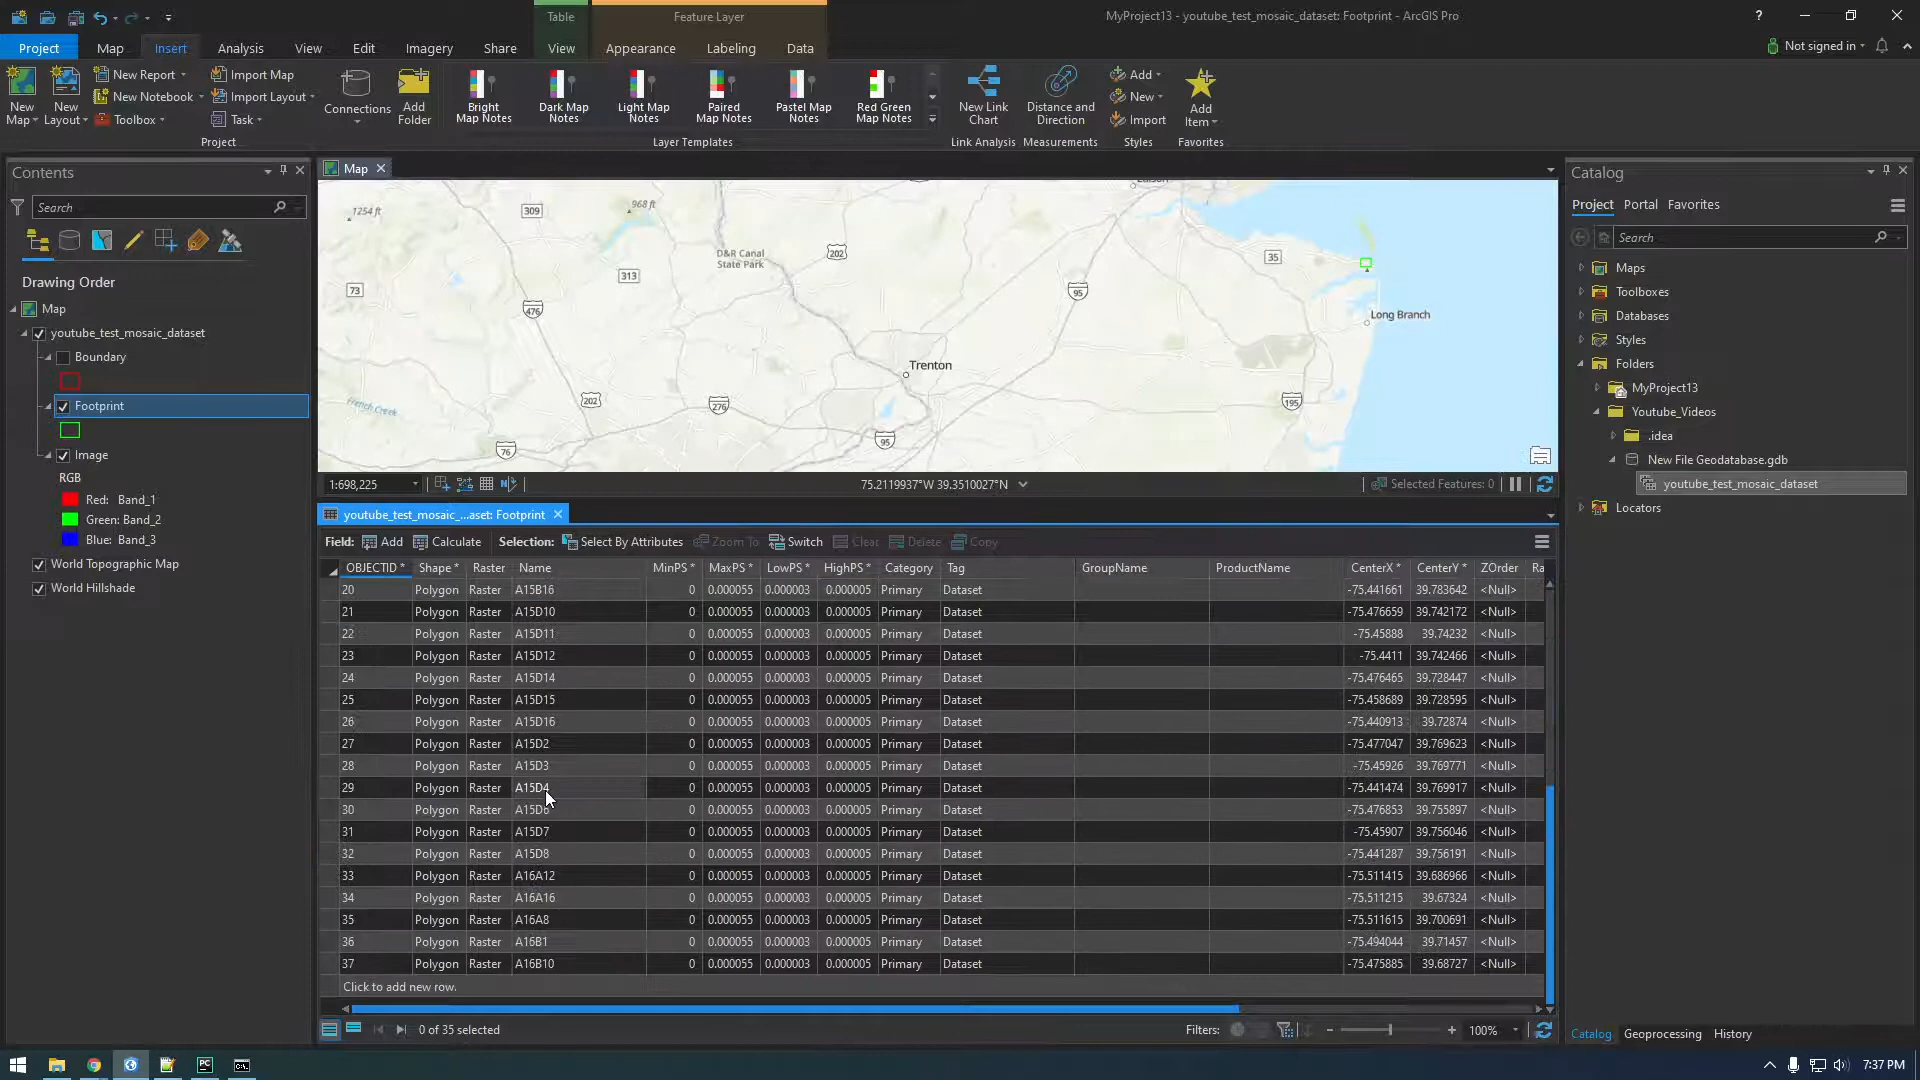 Table
Feature Layer
MyProject13 - youtube_test_mosaic_dataset: Footprint - ArcGIS Pro
?
Project Map Insert Analysis View Edit Imagery Share View Appearance Labeling Data
Not signed in
New Map
New Layout
New Report
New Notebook
Toolbox
Import Map
Import Layout
Task
Connections
Add Folder
Project
Bright Map Notes
Dark Map Notes
Light Map Notes
Paired Map Notes
Pastel Map Notes
Red Green Map Notes
Layer Templates
New Link Chart
Link Analysis
Distance and Direction
Measurements
Add
New
Import
Styles
Add Item
Favorites
Contents
Search
Drawing Order
Map
youtube_test_mosaic_dataset
Boundary
Footprint
Image
RGB
Red: Band_1
Green: Band_2
Blue: Band_3
World Topographic Map
World Hillshade
Map
1254 ft
309
968 ft
D&R Canal State Park
202
35
313
73
476
95
Long Branch
Trenton
202
276
French Creek
195
95
76
1:698,225
75.2119937°W 39.3510027°N
Selected Features: 0
youtube_test_mosaic_...aset: Footprint
Field: Add Calculate Selection: Select By Attributes Zoom To Switch Clear Delete Copy
OBJECTID * Shape * Raster Name MinPS * MaxPS * LowPS * HighPS * Category Tag GroupName ProductName CenterX * CenterY * ZOrder Ra
20 Polygon Raster A15B16 0 0.000055 0.000003 0.000005 Primary Dataset -75.441661 39.783642 <Null>
21 Polygon Raster A15D10 0 0.000055 0.000003 0.000005 Primary Dataset -75.476659 39.742172 <Null>
22 Polygon Raster A15D11 0 0.000055 0.000003 0.000005 Primary Dataset -75.45888 39.74232 <Null>
23 Polygon Raster A15D12 0 0.000055 0.000003 0.000005 Primary Dataset -75.4411 39.742466 <Null>
24 Polygon Raster A15D14 0 0.000055 0.000003 0.000005 Primary Dataset -75.476465 39.728447 <Null>
25 Polygon Raster A15D15 0 0.000055 0.000003 0.000005 Primary Dataset -75.458689 39.728595 <Null>
26 Polygon Raster A15D16 0 0.000055 0.000003 0.000005 Primary Dataset -75.440913 39.72874 <Null>
27 Polygon Raster A15D2 0 0.000055 0.000003 0.000005 Primary Dataset -75.477047 39.769623 <Null>
28 Polygon Raster A15D3 0 0.000055 0.000003 0.000005 Primary Dataset -75.45926 39.769771 <Null>
29 Polygon Raster A15D4 0 0.000055 0.000003 0.000005 Primary Dataset -75.441474 39.769917 <Null>
30 Polygon Raster A15D6 0 0.000055 0.000003 0.000005 Primary Dataset -75.476853 39.755897 <Null>
31 Polygon Raster A15D7 0 0.000055 0.000003 0.000005 Primary Dataset -75.45907 39.756046 <Null>
32 Polygon Raster A15D8 0 0.000055 0.000003 0.000005 Primary Dataset -75.441287 39.756191 <Null>
33 Polygon Raster A16A12 0 0.000055 0.000003 0.000005 Primary Dataset -75.511415 39.686966 <Null>
34 Polygon Raster A16A16 0 0.000055 0.000003 0.000005 Primary Dataset -75.511215 39.67324 <Null>
35 Polygon Raster A16A8 0 0.000055 0.000003 0.000005 Primary Dataset -75.511615 39.700691 <Null>
36 Polygon Raster A16B1 0 0.000055 0.000003 0.000005 Primary Dataset -75.494044 39.71457 <Null>
37 Polygon Raster A16B10 0 0.000055 0.000003 0.000005 Primary Dataset -75.475885 39.68727 <Null>
Click to add new row.
0 of 35 selected
Filters:
100%
Catalog
Project Portal Favorites
Search
Maps
Toolboxes
Databases
Styles
Folders
MyProject13
Youtube_Videos
.idea
New File Geodatabase.gdb
youtube_test_mosaic_dataset
Locators
Catalog Geoprocessing History
7:37 PM